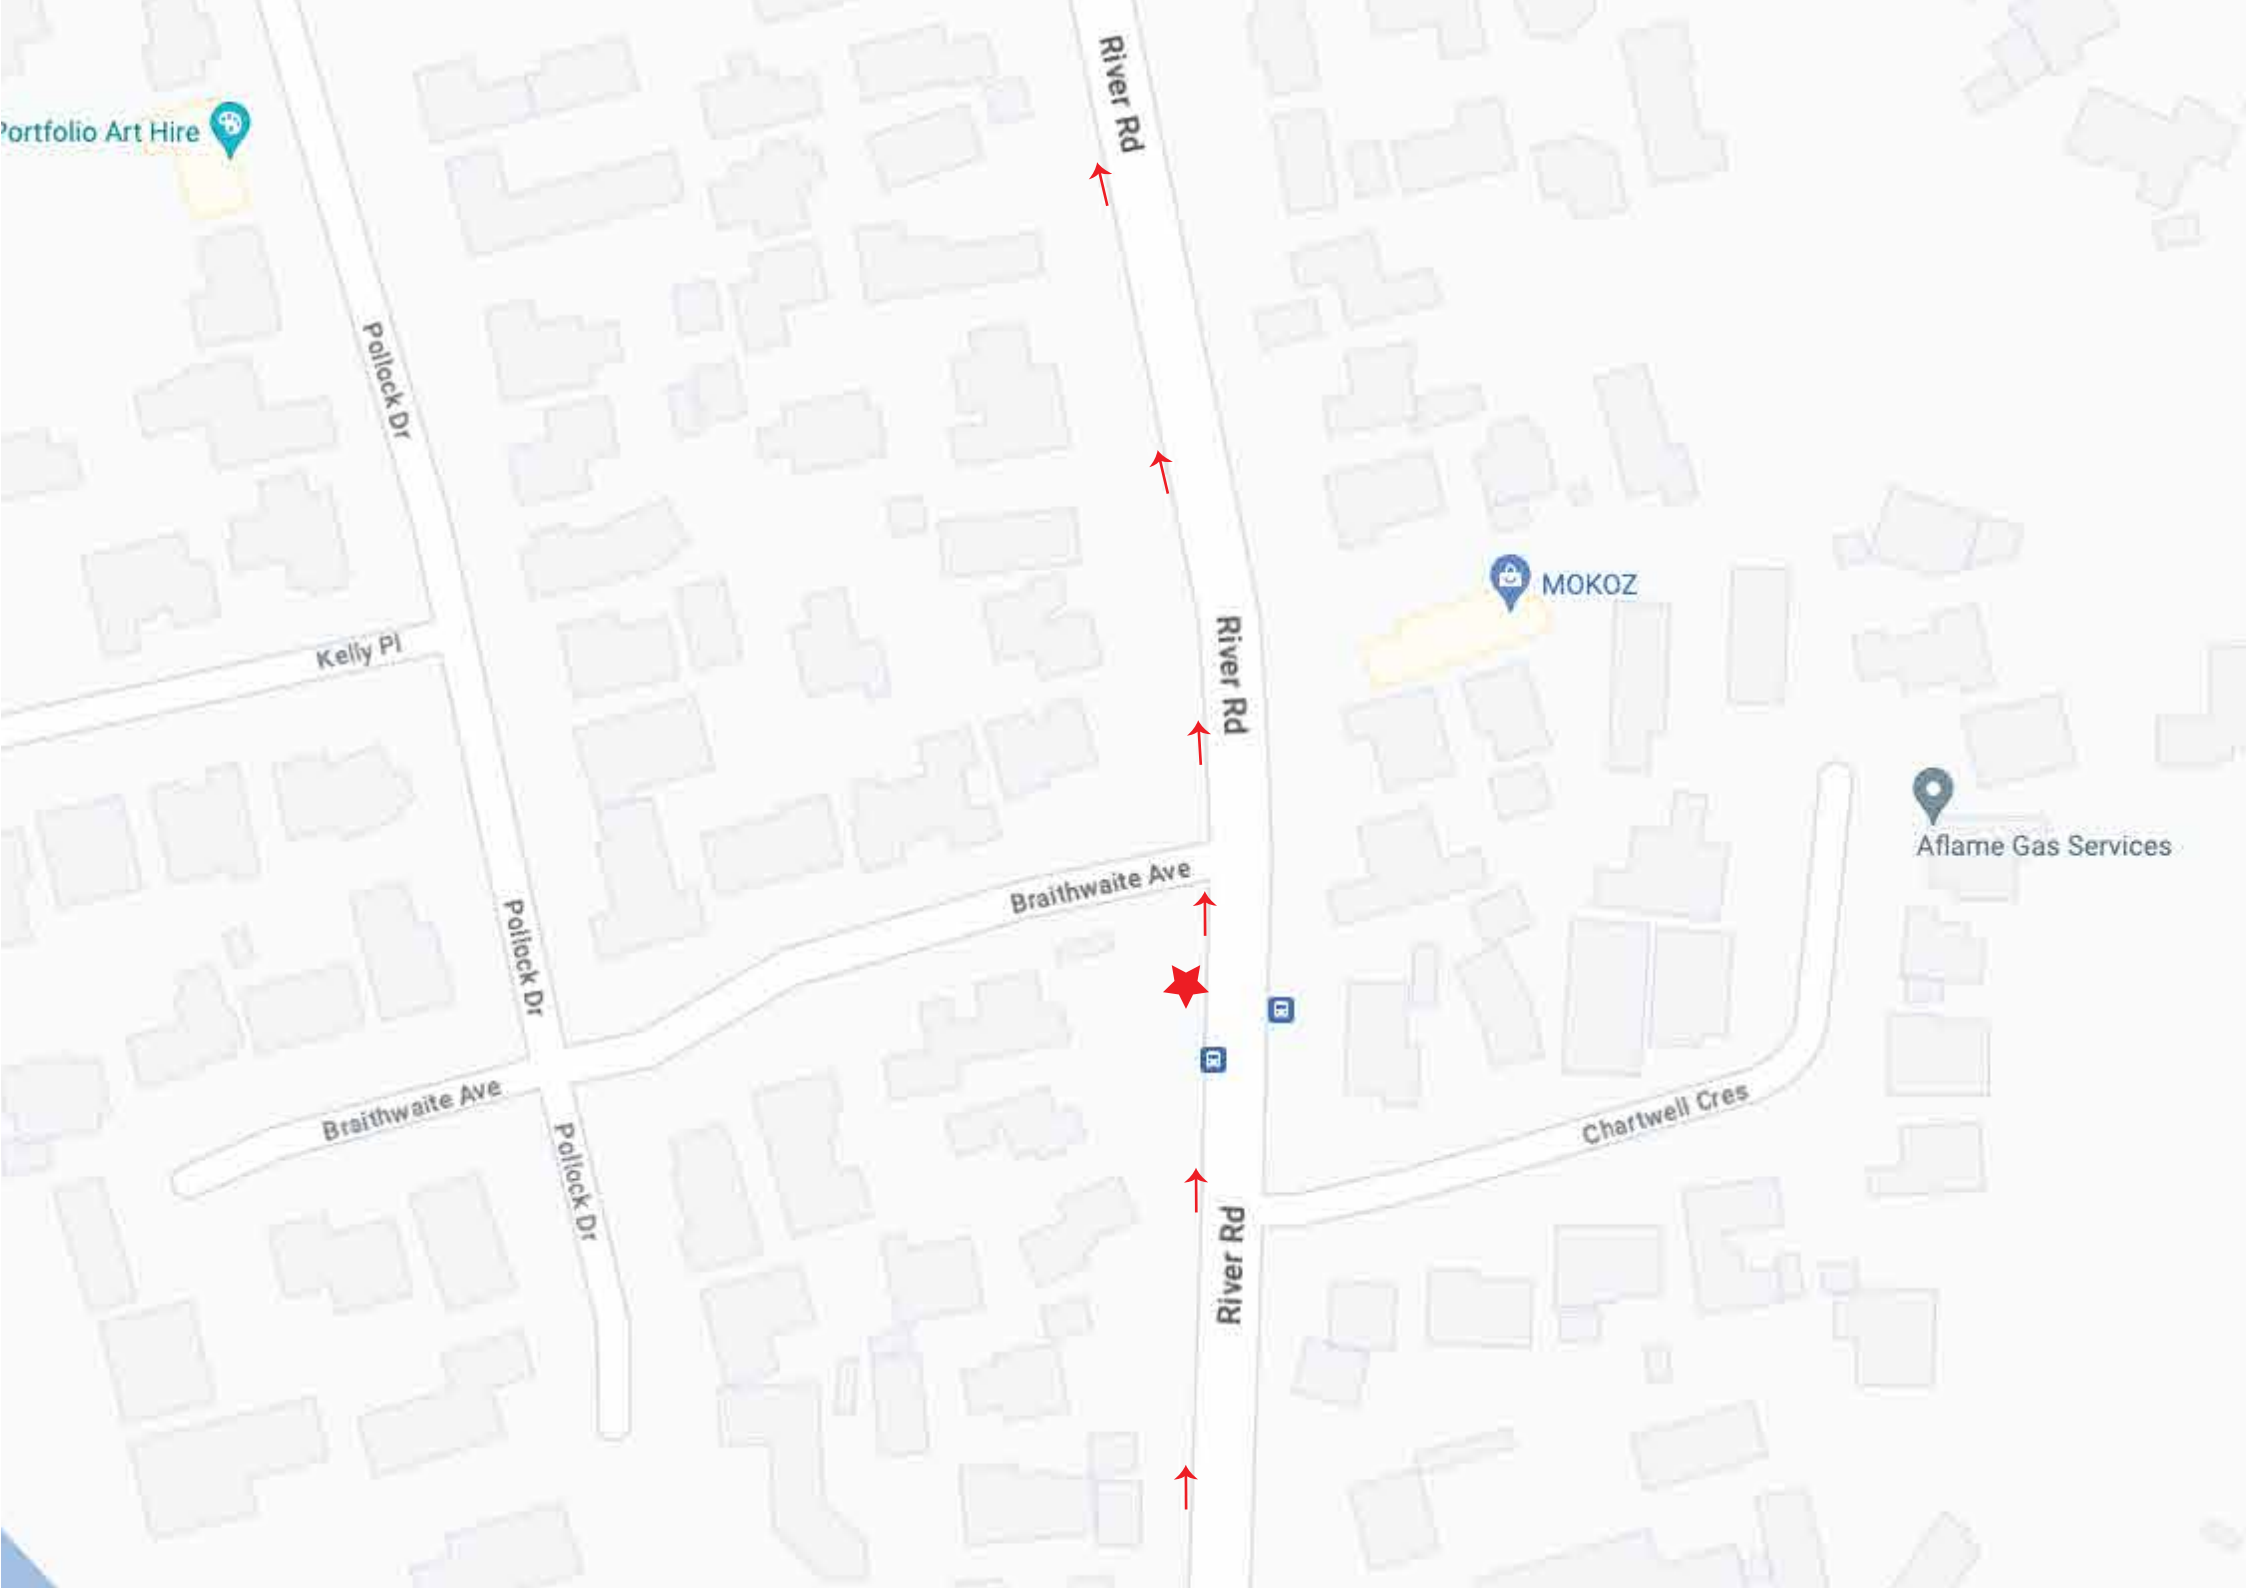 River Rd
Portfolio Art Hire
Pollock Dr
MOKOZ
River Rd
Kelly Pl
Aflame Gas Services
Braithwaite Ave
Pollock Dr
Braithwaite Ave
Chartwell Cres
Pollock Dr
River Rd